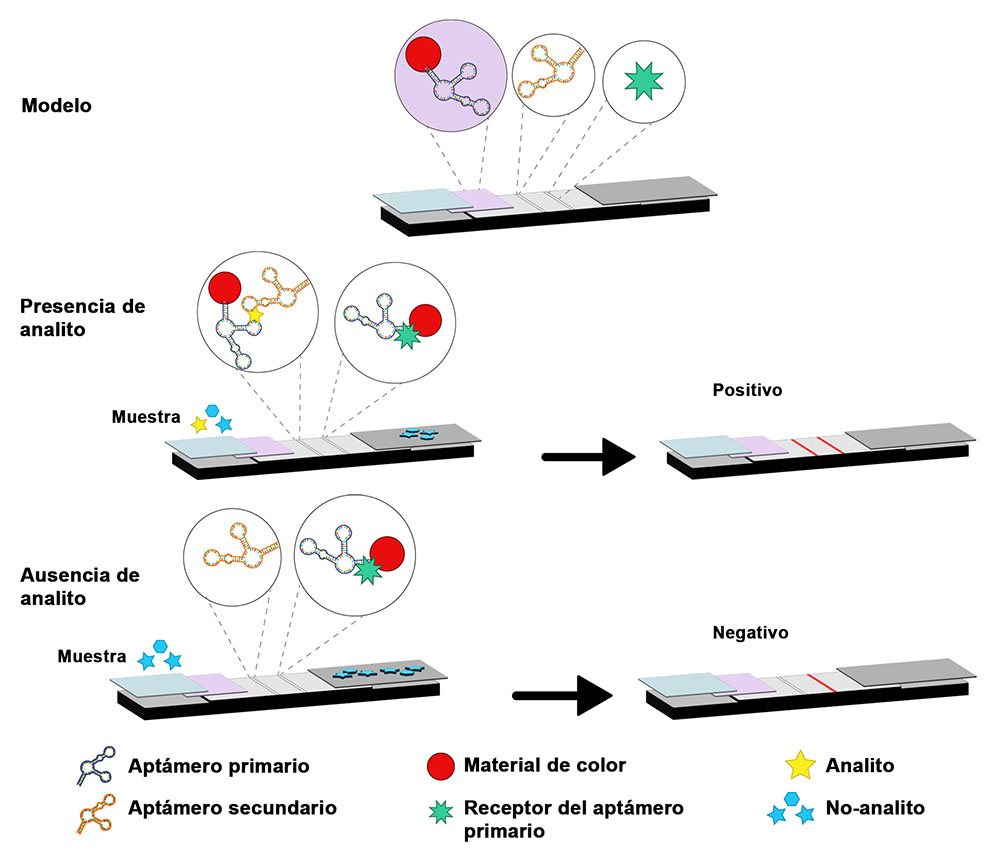 Modelo
Presencia de
analito
Muestra
Positivo
Ausencia de
analito
Muestra
Negativo
Aptámero primario
Material de color
Analito
Aptámero secundario
Receptor del aptámero
primario
No-analito